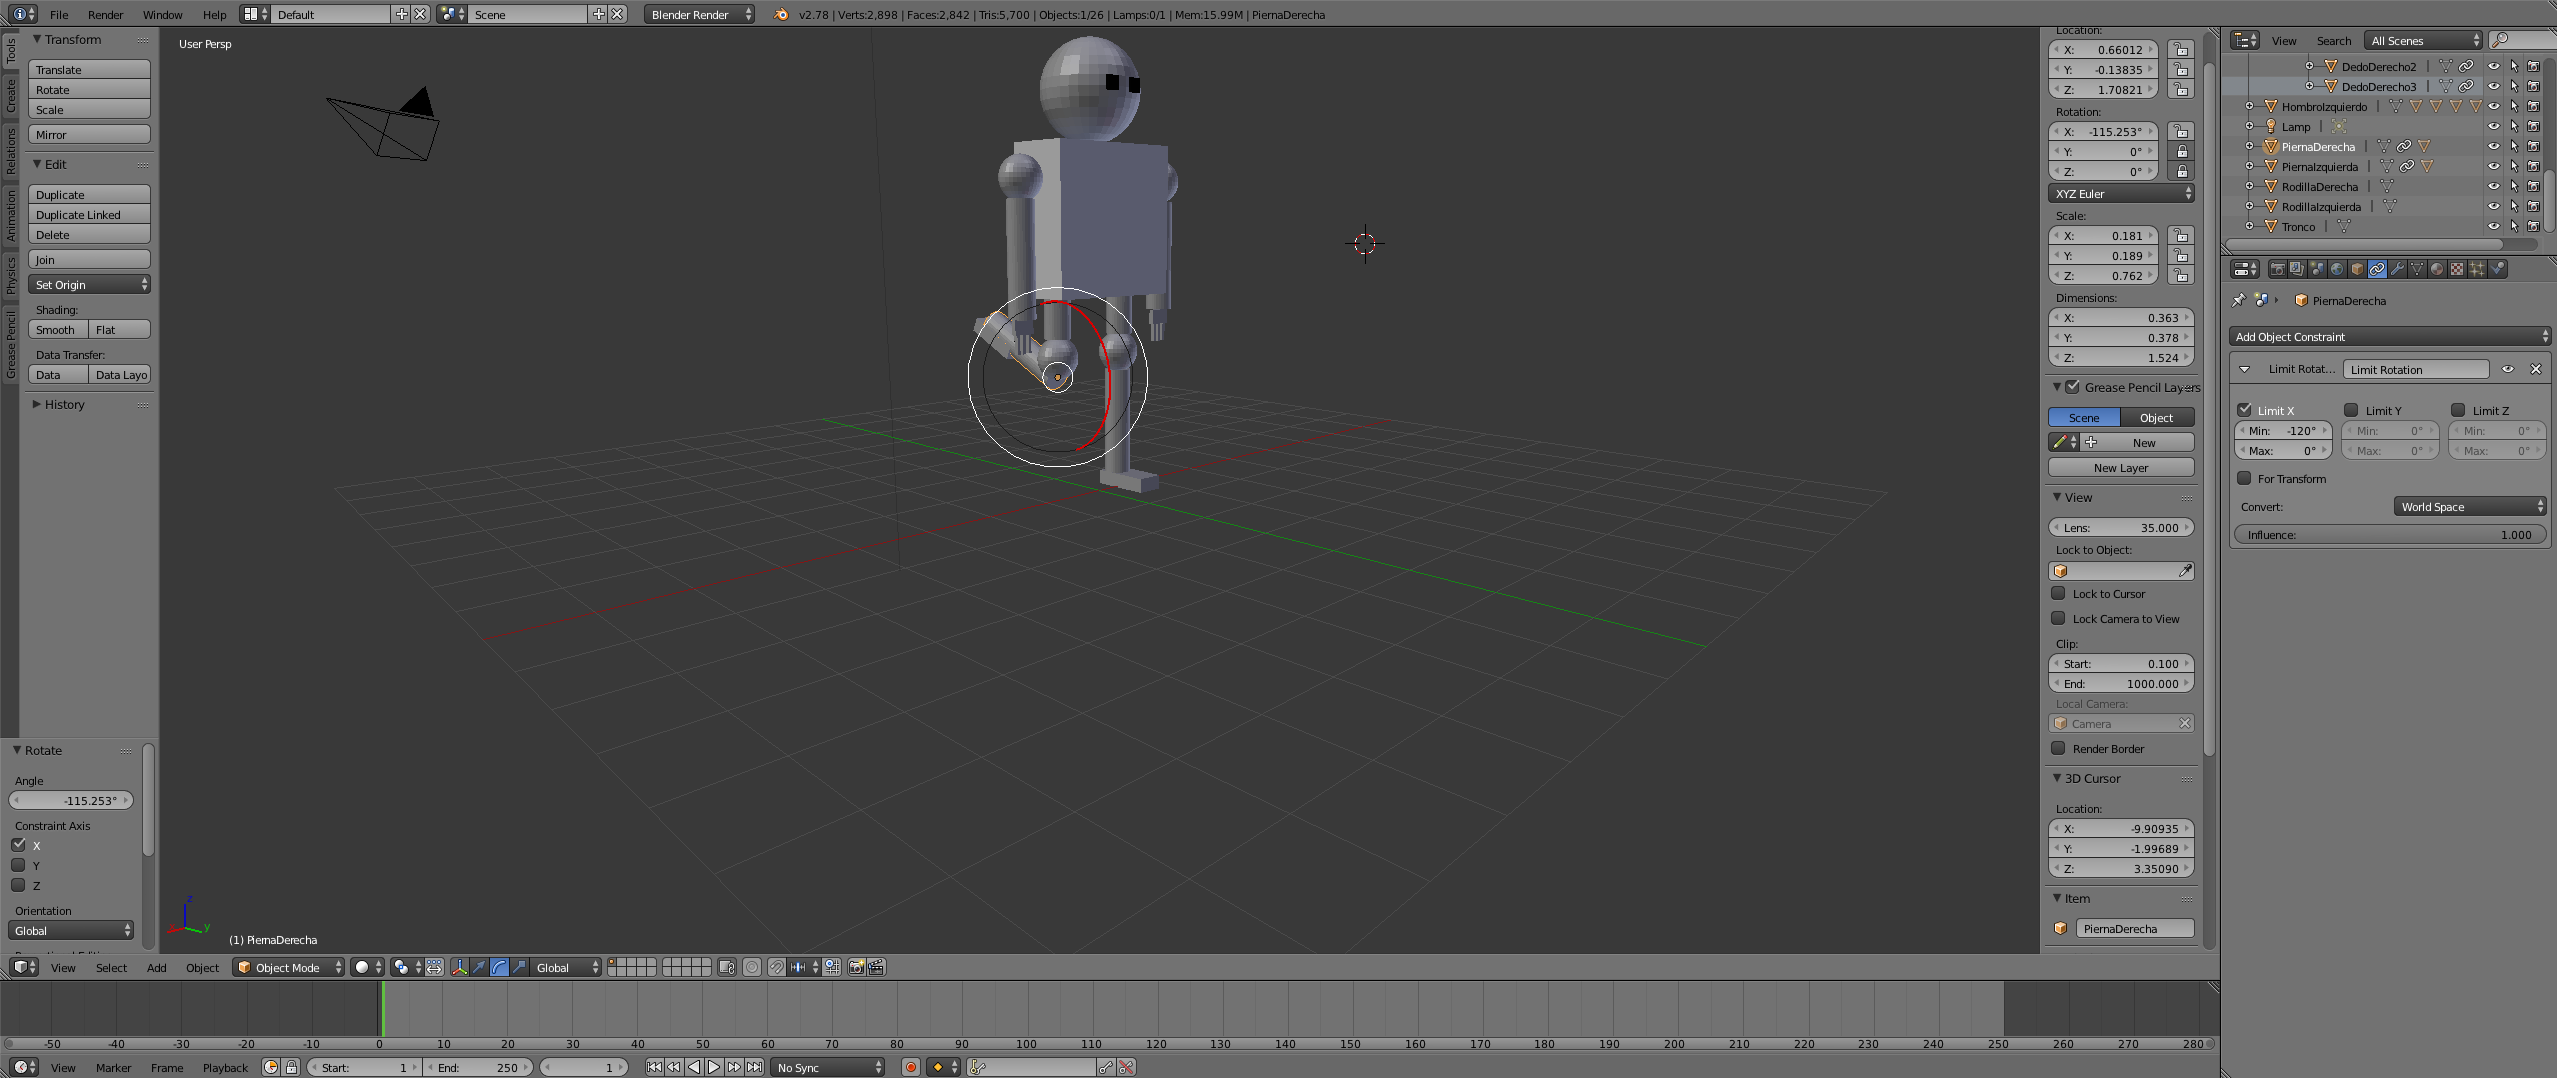 File Render Window Help Default Scene Blender Render v2.78 | Verts:2,898 | Faces:2,842 | Tris:5,700 | Objects:1/26 | Lamps:0/1 | Mem:15.99M | PiernaDerecha
Tools
Create
Relations
Animation
Physics
Grease Pencil
Transform
Translate
Rotate
Scale
Mirror
Edit
Duplicate
Duplicate Linked
Delete
Join
Set Origin
Shading:
Smooth Flat
Data Transfer:
Data Data Layo
History
Rotate
Angle
-115.253°
Constraint Axis
X
Y
Z
Orientation
Global
User Persp
z
y
(1) PiernaDerecha
Location:
X: 0.66012
Y: -0.13835
Z: 1.70821
Rotation:
X: -115.253°
Y: 0°
Z: 0°
XYZ Euler
Scale:
X: 0.181
Y: 0.189
Z: 0.762
Dimensions:
X: 0.363
Y: 0.378
Z: 1.524
Grease Pencil Layers
Scene Object
New
New Layer
View
Lens: 35.000
Lock to Object:
Lock to Cursor
Lock Camera to View
Clip:
Start: 0.100
End: 1000.000
Local Camera:
Camera
Render Border
3D Cursor
Location:
X: -9.90935
Y: -1.99689
Z: 3.35090
Item
PiernaDerecha
View Search All Scenes
DedoDerecho2
DedoDerecho3
HombroIzquierdo
Lamp
PiernaDerecha
PiernaIzquierda
RodillaDerecha
RodillaIzquierda
Tronco
PiernaDerecha
Add Object Constraint
Limit Rotat... Limit Rotation
Limit X Limit Y Limit Z
Min: -120° Min: 0° Min: 0°
Max: 0° Max: 0° Max: 0°
For Transform
Convert: World Space
Influence: 1.000
View Select Add Object Object Mode Global
-50 -40 -30 -20 -10 0 10 20 30 40 50 60 70 80 90 100 110 120 130 140 150 160 170 180 190 200 210 220 230 240 250 260 270 280
View Marker Frame Playback Start: 1 End: 250 1 No Sync